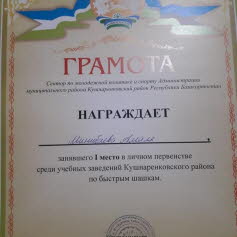 ГРАМОТА
Сектор по молодежной политике и спорту Администрации
муниципального района Кушнаренковский район Республики Башкортостан
НАГРАЖДАЕТ
занявшего I место в личном первенстве
среди учебных заведений Кушнаренковского района
по быстрым шашкам.